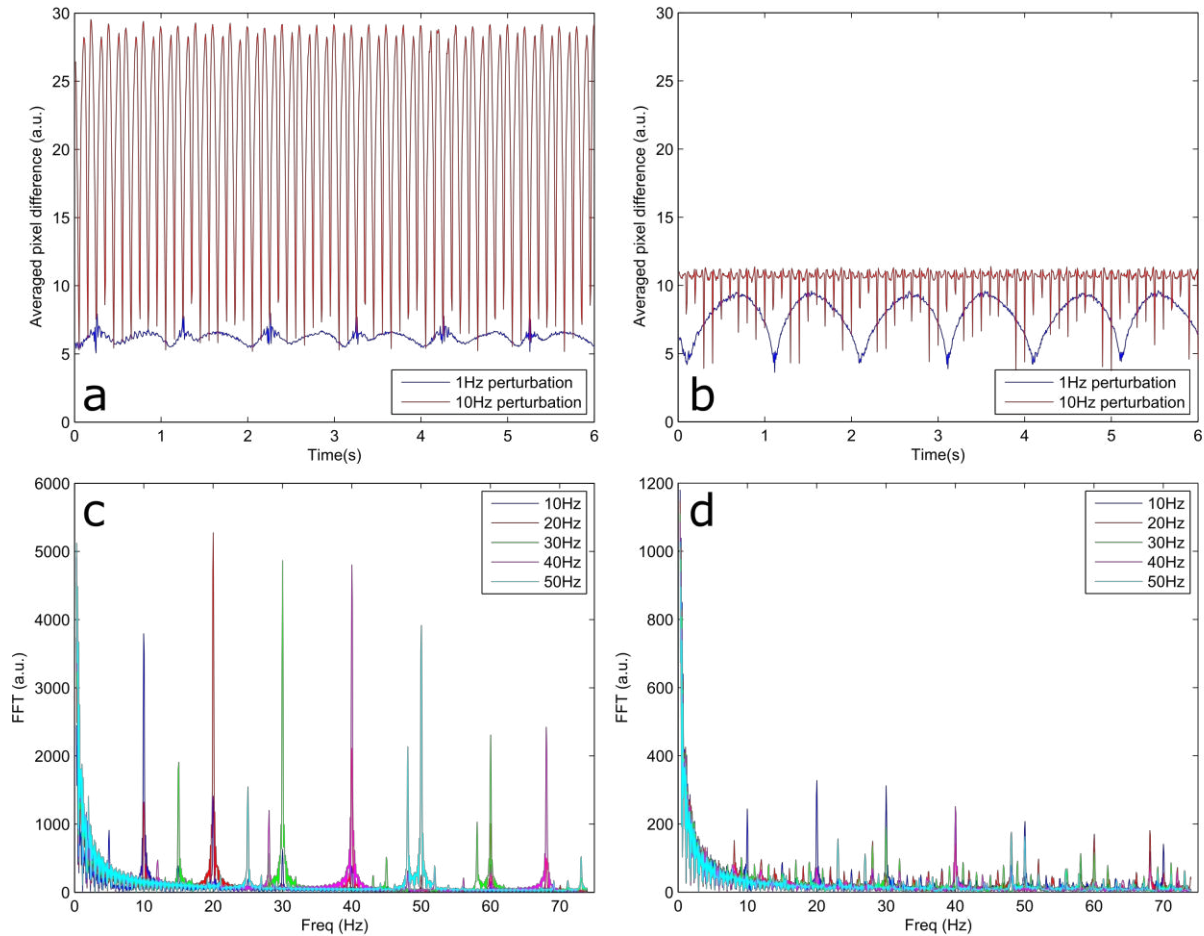 30
25
20
15
10
5
0
Averaged pixel difference (a.u.)
a
1Hz perturbation
10Hz perturbation
0 1 2 3 4 5 6
Time(s)
30
25
20
15
10
5
0
Averaged pixel difference (a.u.)
b
1Hz perturbation
10Hz perturbation
0 1 2 3 4 5 6
Time(s)
6000
5000
4000
3000
2000
1000
0
FFT (a.u.)
c
10Hz
20Hz
30Hz
40Hz
50Hz
0 10 20 30 40 50 60 70
Freq (Hz)
1200
1000
800
600
400
200
0
FFT (a.u.)
d
10Hz
20Hz
30Hz
40Hz
50Hz
0 10 20 30 40 50 60 70
Freq (Hz)